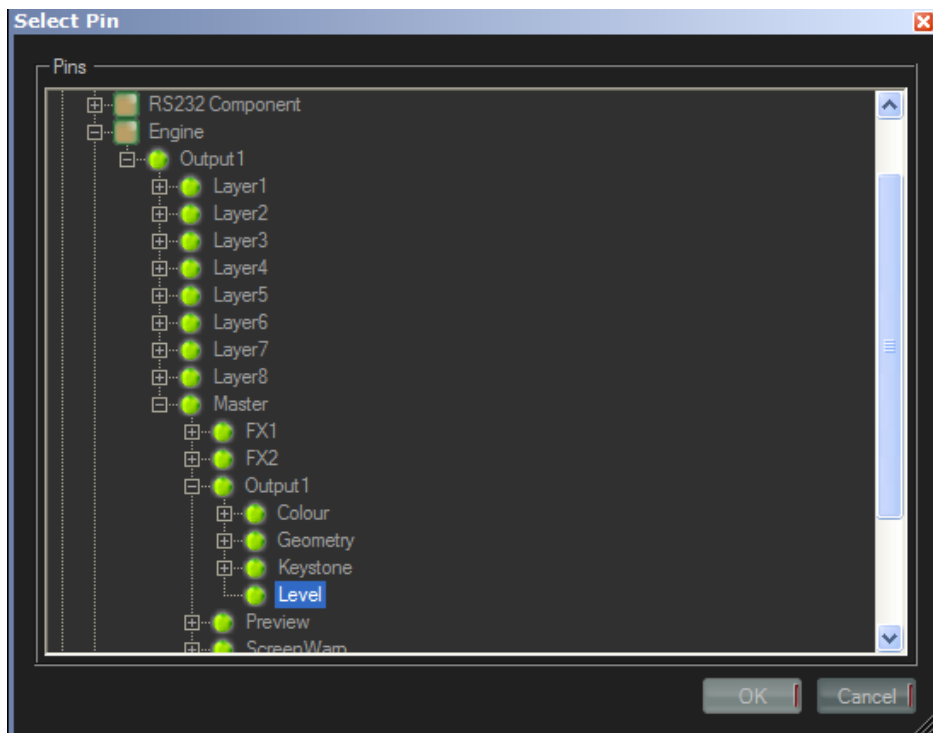 Select Pin
Pins
RS232 Component
Engine
Output1
Layer1
Layer2
Layer3
Layer4
Layer5
Layer6
Layer7
Layer8
Master
FX1
FX2
Output1
Colour
Geometry
Keystone
Level
Preview
ScreenWarp
OK Cancel